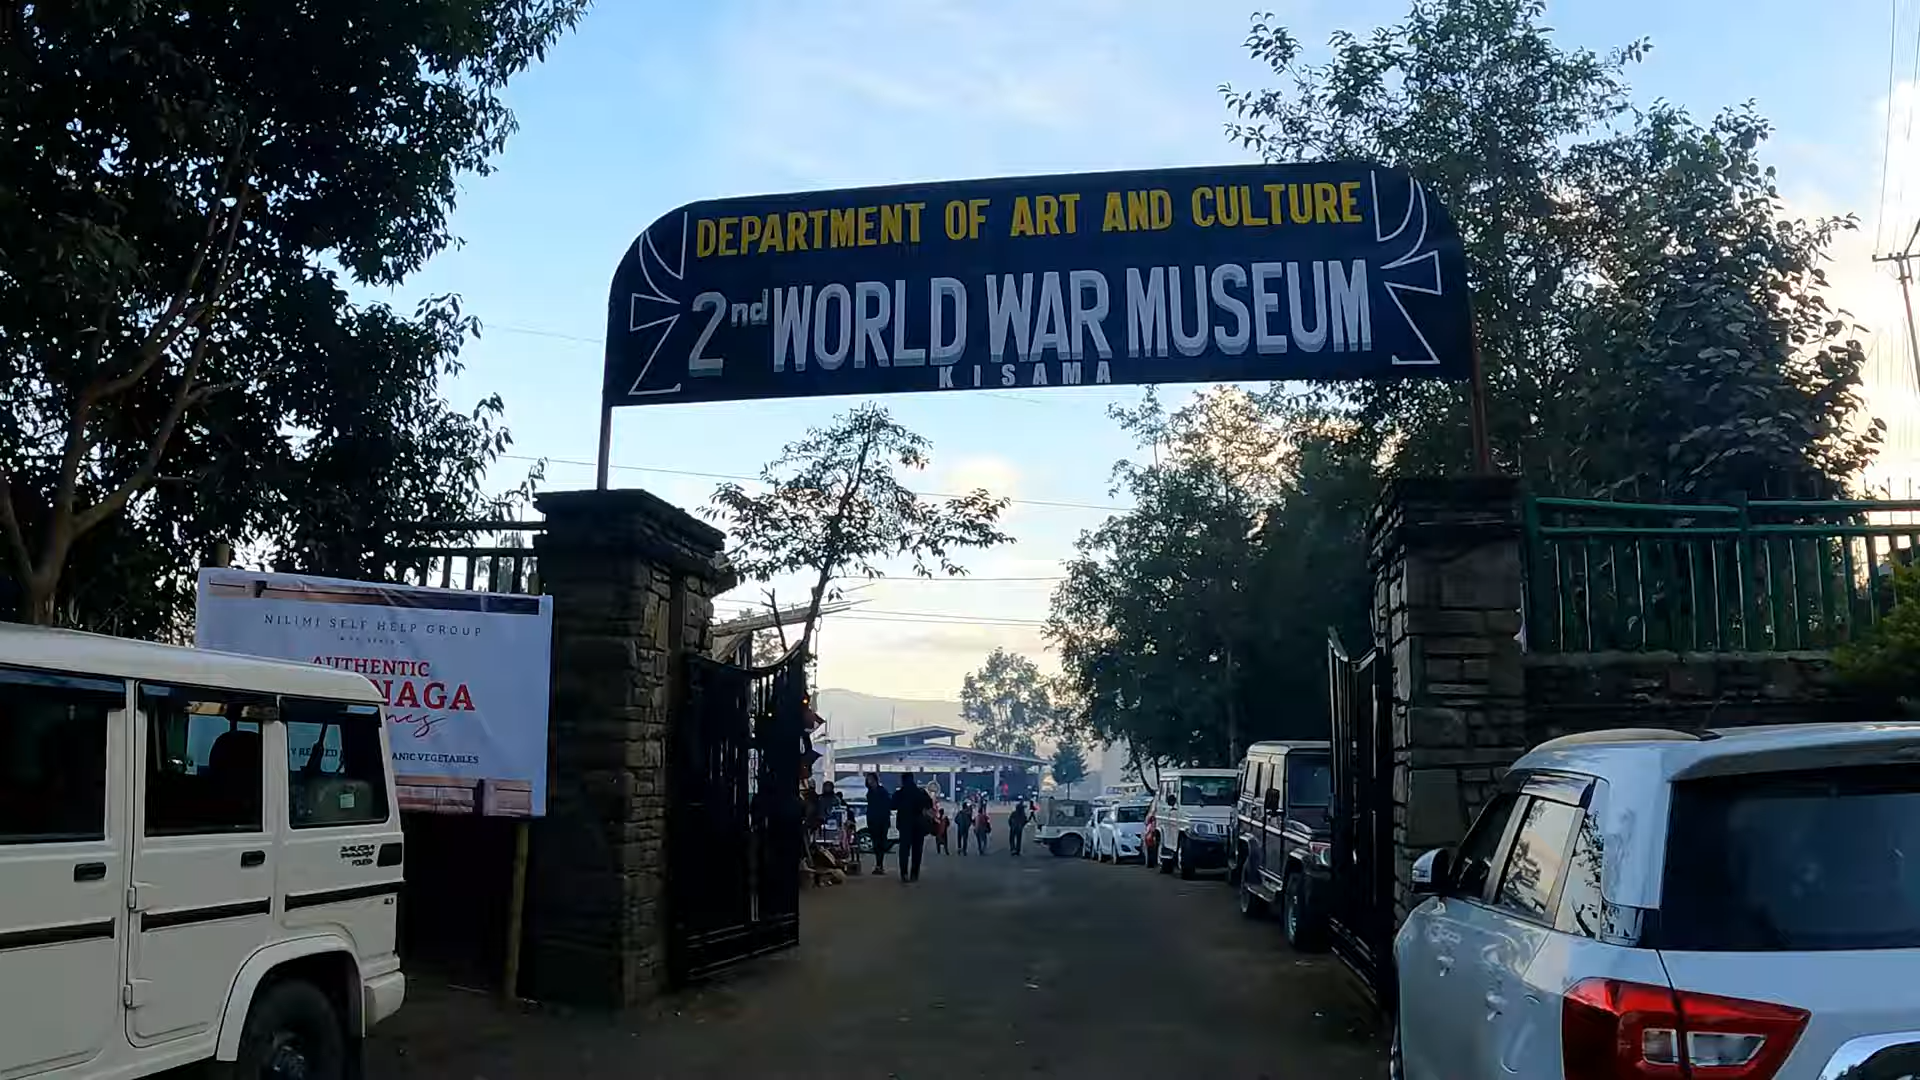 DEPARTMENT OF ART AND CULTURE
2nd WORLD WAR MUSEUM
KISAMA
NILIMI SELF HELP GROUP
AUTHENTIC
NAGA
ANIC VEGETABLES